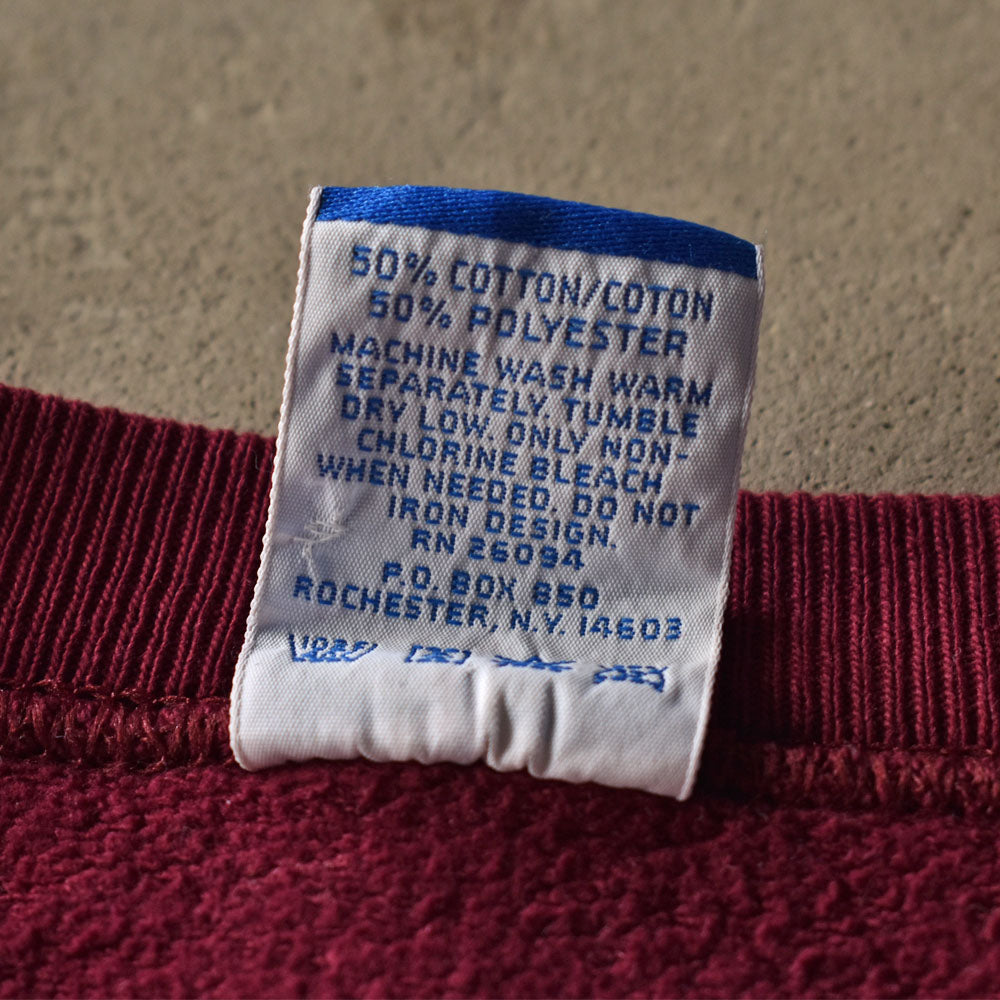 50% COTTON/COTON
50% POLYESTER
MACHINE WASH WARM
SEPARATELY. TUMBLE
DRY LOW. ONLY NON-
CHLORINE BLEACH
WHEN NEEDED. DO NOT
IRON DESIGN.
RN 26094
P.O. BOX 850
ROCHESTER, N.Y. 14603